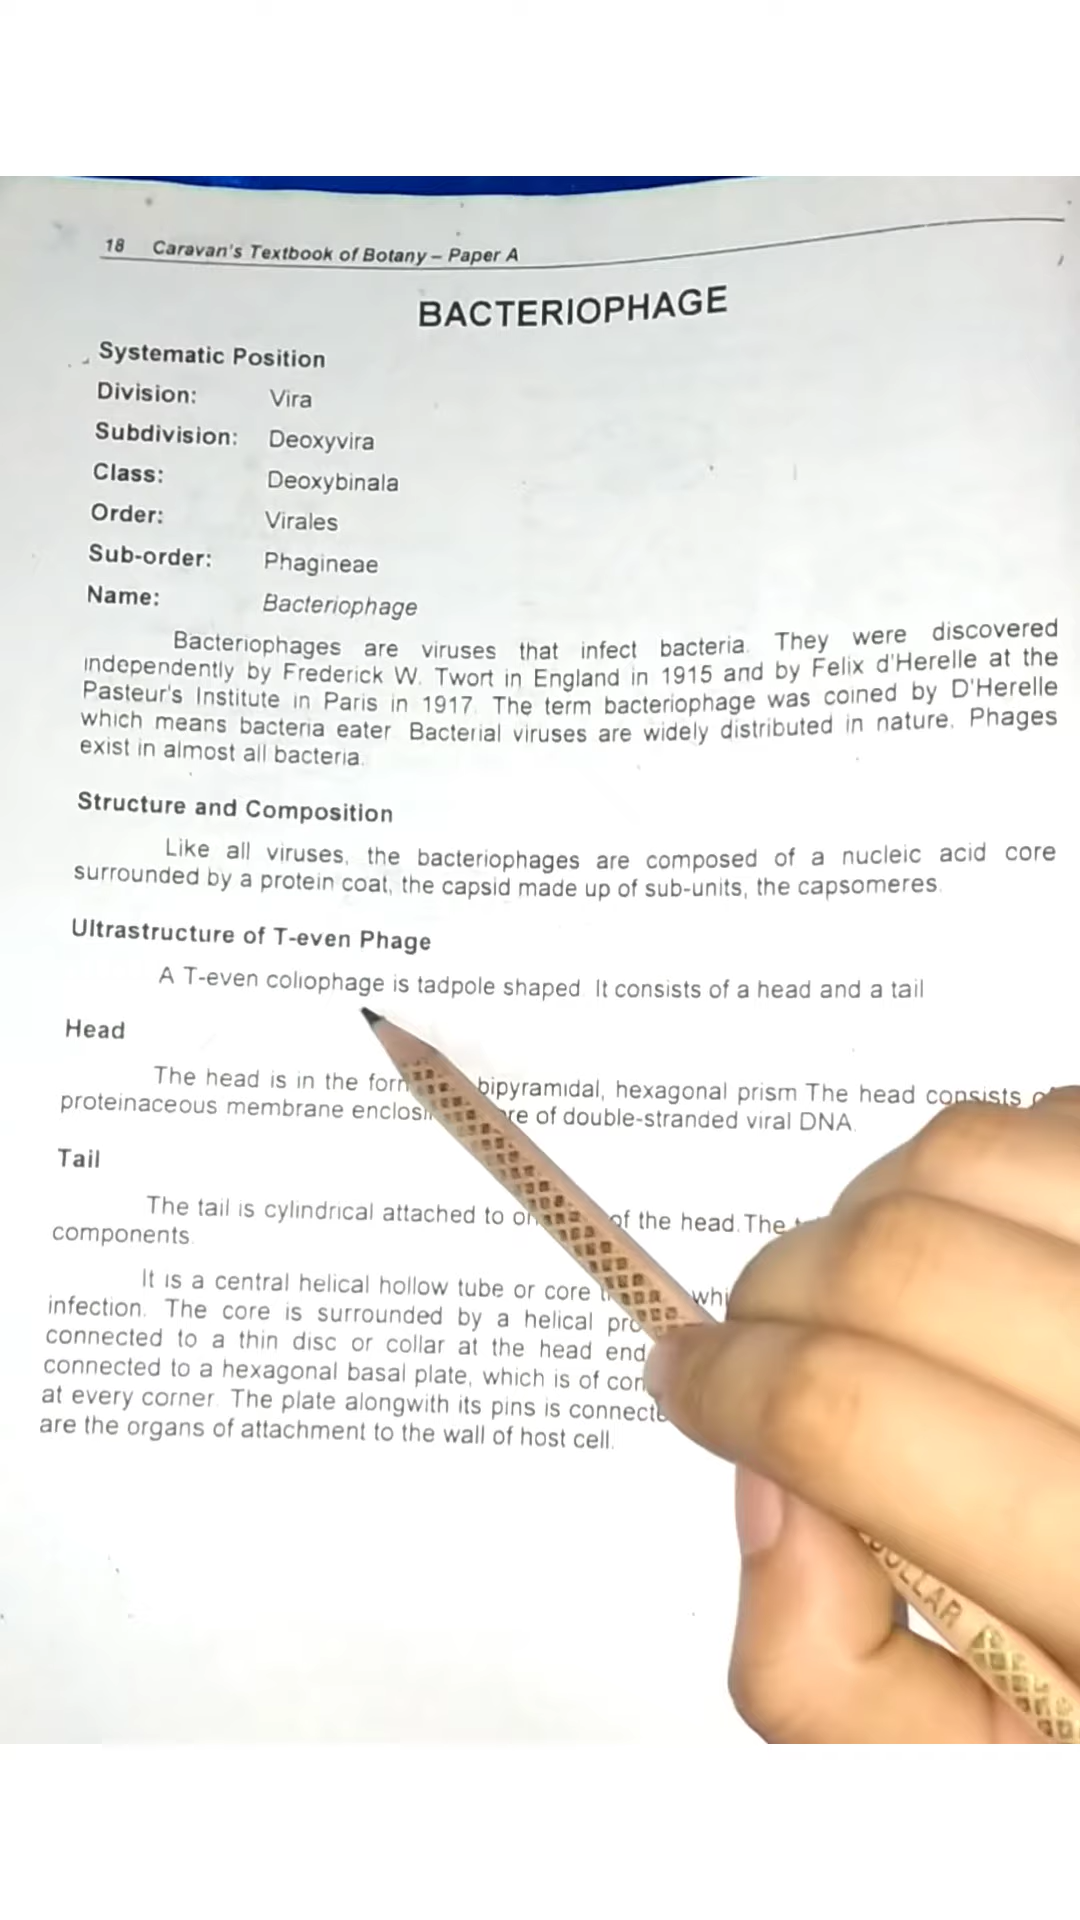 18 Caravan's Textbook of Botany – Paper A
BACTERIOPHAGE
Systematic Position
Division: Vira
Subdivision: Deoxyvira
Class: Deoxybinala
Order: Virales
Sub-order: Phagineae
Name: Bacteriophage
Bacteriophages are viruses that infect bacteria. They were discovered
independently by Frederick W. Twort in England in 1915 and by Felix d'Herelle at the
Pasteur's Institute in Paris in 1917. The term bacteriophage was coined by D'Herelle
which means bacteria eater. Bacterial viruses are widely distributed in nature. Phages
exist in almost all bacteria.
Structure and Composition
Like all viruses, the bacteriophages are composed of a nucleic acid core
surrounded by a protein coat, the capsid made up of sub-units, the capsomeres.
Ultrastructure of T-even Phage
A T-even coliophage is tadpole shaped. It consists of a head and a tail
Head
The head is in the bipyramidal, hexagonal prism The head consists
proteinaceous membrane of double-stranded viral DNA.
Tail
The tail is cylindrical attached to of the head. The
components.
It is a central helical hollow tube or core
infection. The core is surrounded by a helical
connected to a thin disc or collar at the head end
connected to a hexagonal basal plate, which is of
at every corner. The plate alongwith its pins is
are the organs of attachment to the wall of host cell.
DOLLAR